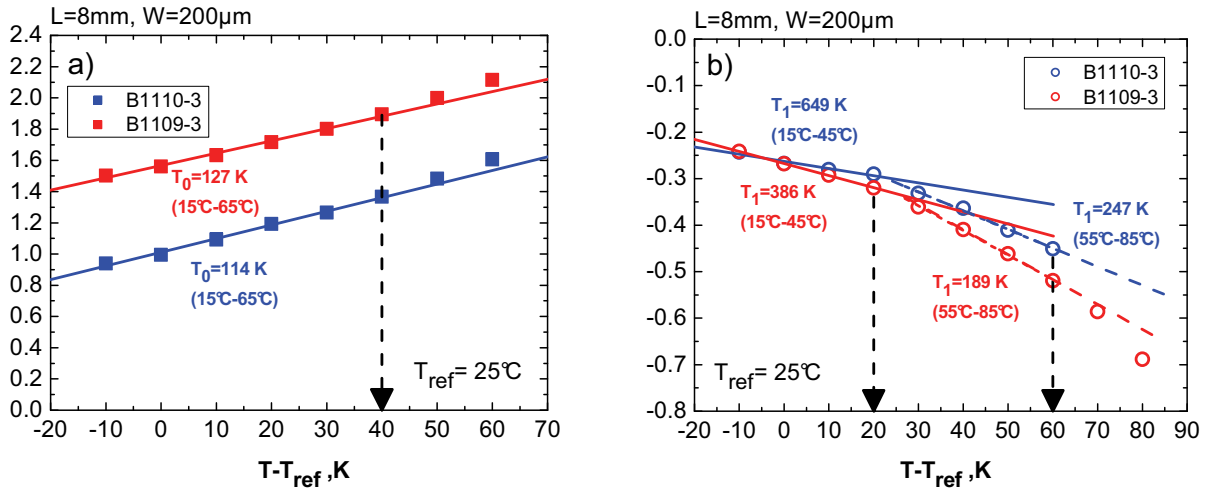 L=8mm, W=200µm
a)
B1110-3
B1109-3
T0=127 K
(15℃-65℃)
T0=114 K
(15℃-65℃)
Tref= 25℃
2.4
2.2
2.0
1.8
1.6
1.4
1.2
1.0
0.8
0.6
0.4
0.2
0.0
-20 -10 0 10 20 30 40 50 60 70
T-Tref ,K
L=8mm, W=200µm
b)
B1110-3
B1109-3
T1=649 K
(15℃-45℃)
T1=386 K
(15℃-45℃)
T1=247 K
(55℃-85℃)
T1=189 K
(55℃-85℃)
Tref= 25℃
0.0
-0.1
-0.2
-0.3
-0.4
-0.5
-0.6
-0.7
-0.8
-20 -10 0 10 20 30 40 50 60 70 80 90
T-Tref ,K